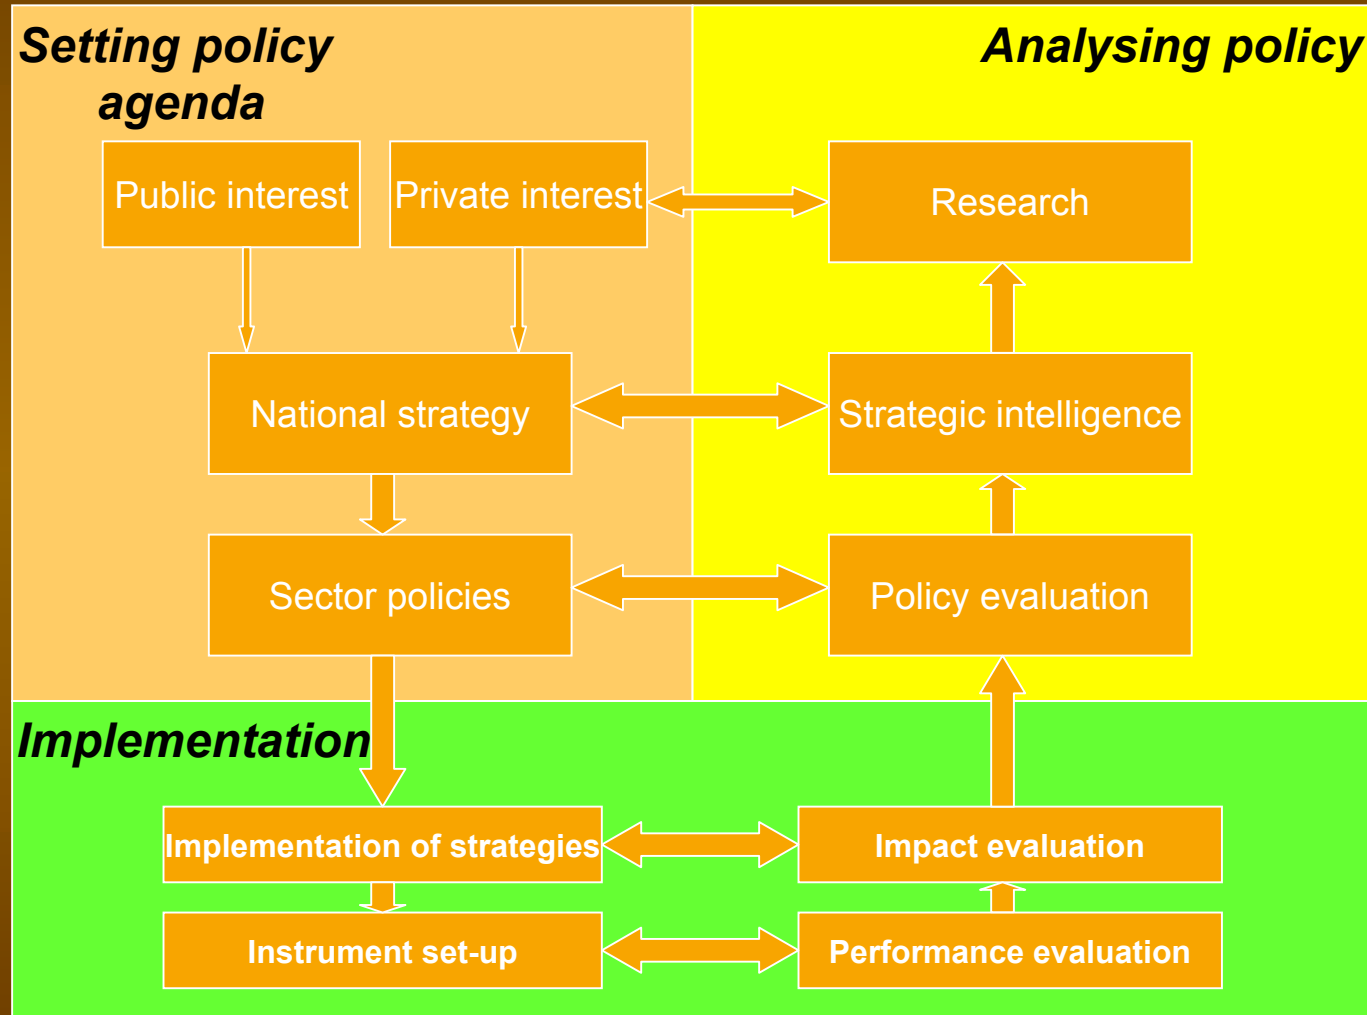 Setting policy
agenda
Analysing policy
Public interest
Private interest
Research
National strategy
Strategic intelligence
Sector policies
Policy evaluation
Implementation
Implementation of strategies
Impact evaluation
Instrument set-up
Performance evaluation